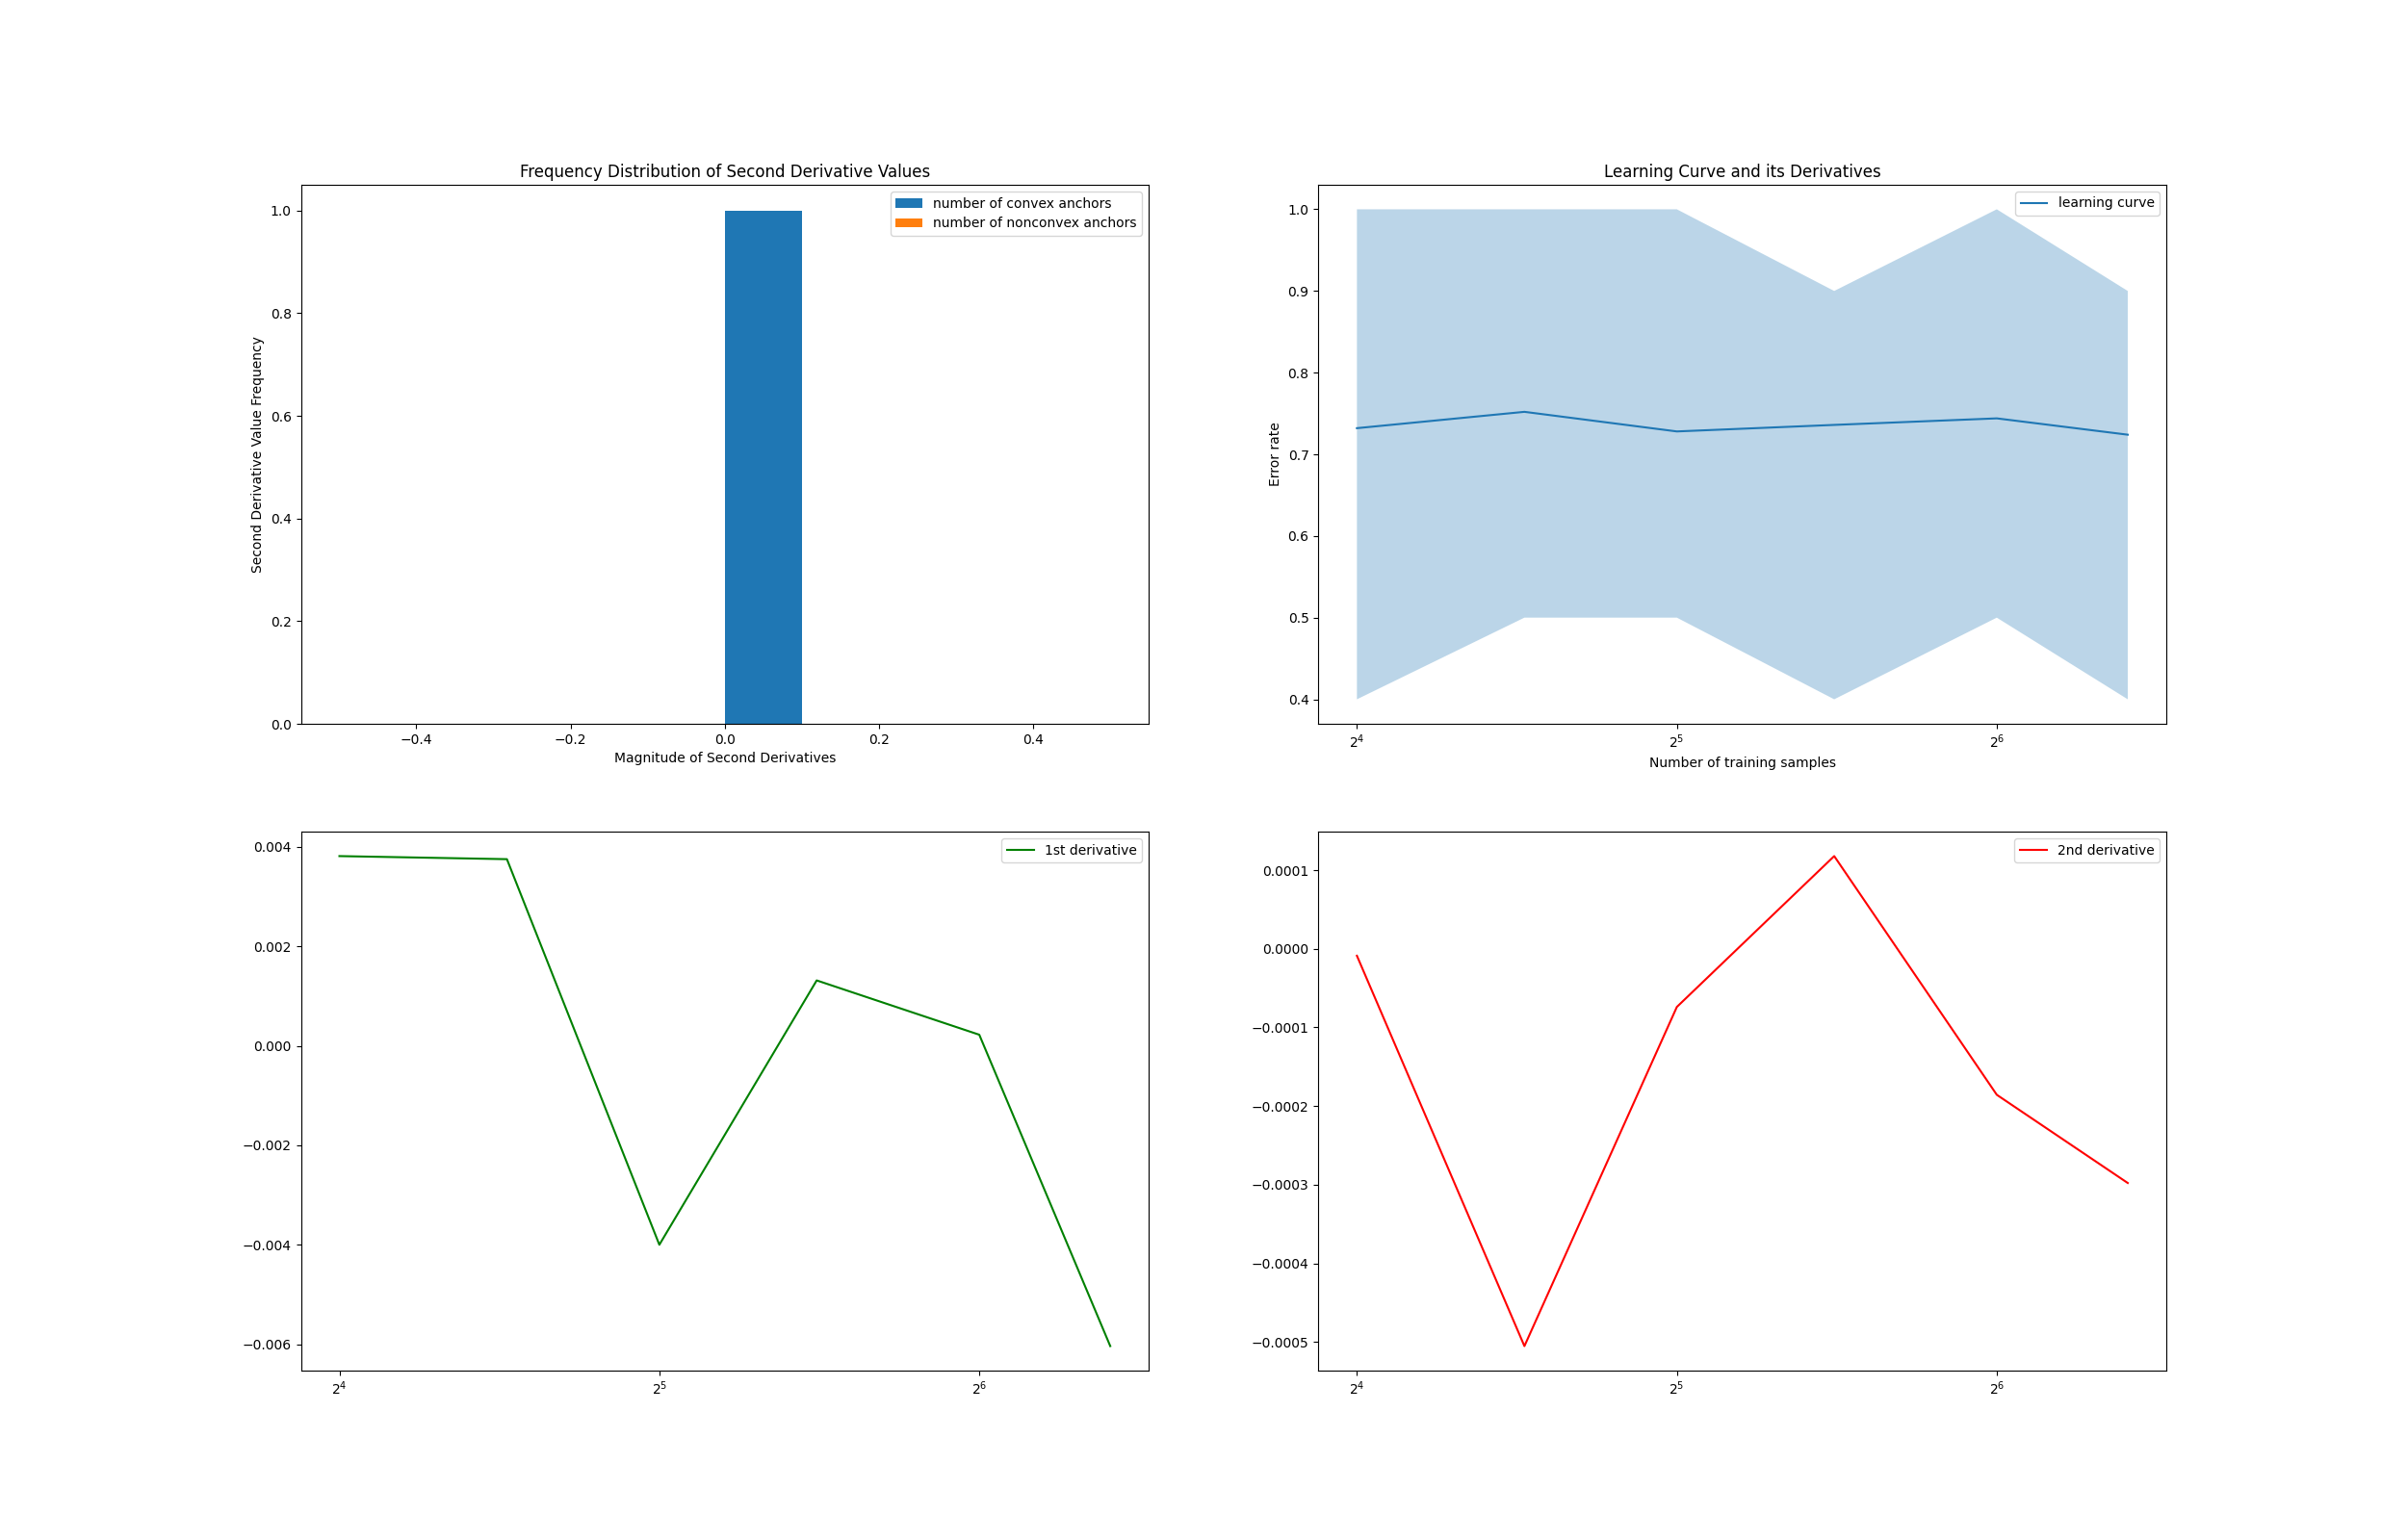 Frequency Distribution of Second Derivative Values
number of convex anchors
number of nonconvex anchors
Second Derivative Value Frequency
1.0
0.8
0.6
0.4
0.2
0.0
−0.4 −0.2 0.0 0.2 0.4
Magnitude of Second Derivatives
Learning Curve and its Derivatives
learning curve
Error rate
1.0
0.9
0.8
0.7
0.6
0.5
0.4
2⁴ 2⁵ 2⁶
Number of training samples
1st derivative
0.004
0.002
0.000
−0.002
−0.004
−0.006
2⁴ 2⁵ 2⁶
2nd derivative
0.0001
0.0000
−0.0001
−0.0002
−0.0003
−0.0004
−0.0005
2⁴ 2⁵ 2⁶